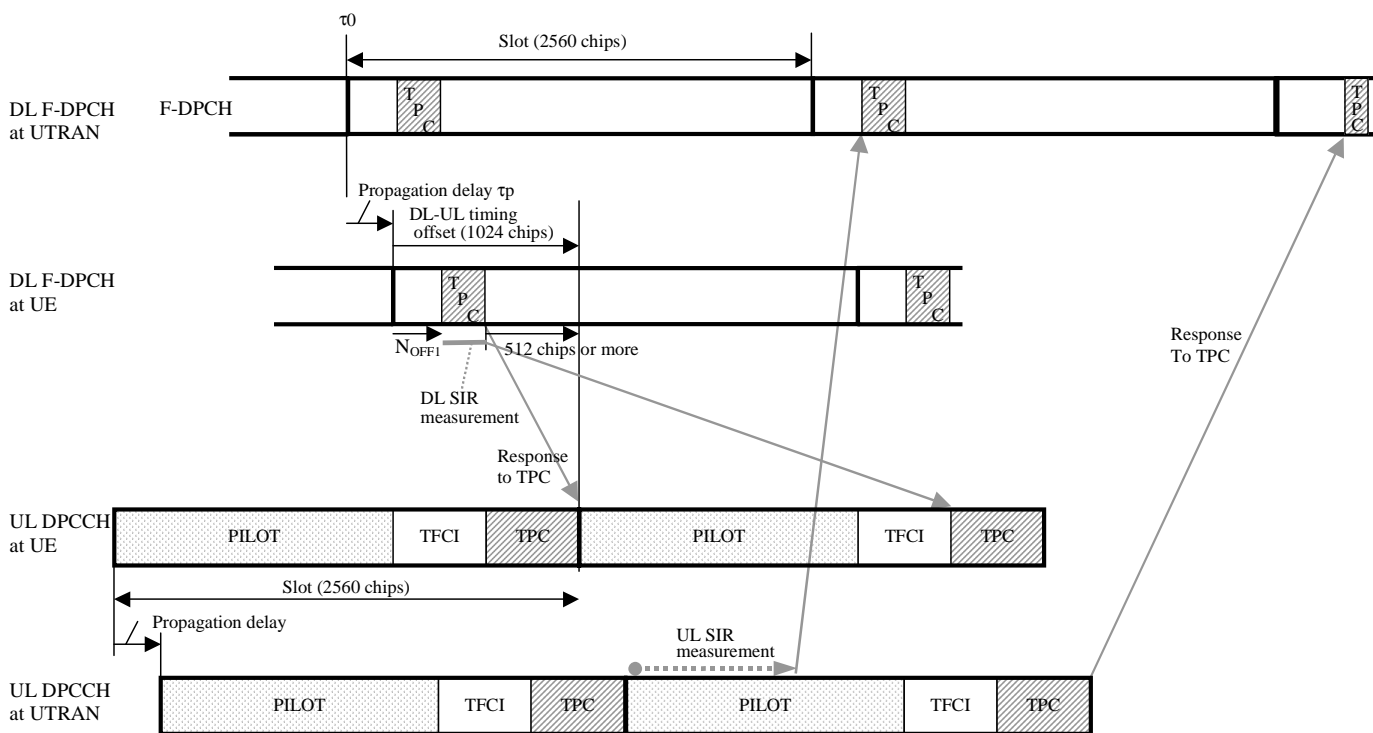 τ0
Slot (2560 chips)
DL F-DPCH
at UTRAN
F-DPCH
T
P
C
T
P
C
T
P
C
Propagation delay τp
DL-UL timing
offset (1024 chips)
DL F-DPCH
at UE
T
P
C
T
P
C
NOFF1
512 chips or more
DL SIR
measurement
Response
to TPC
Response
To TPC
UL DPCCH
at UE
PILOT
TFCI
TPC
PILOT
TFCI
TPC
Slot (2560 chips)
Propagation delay
UL SIR
measurement
UL DPCCH
at UTRAN
PILOT
TFCI
TPC
PILOT
TFCI
TPC